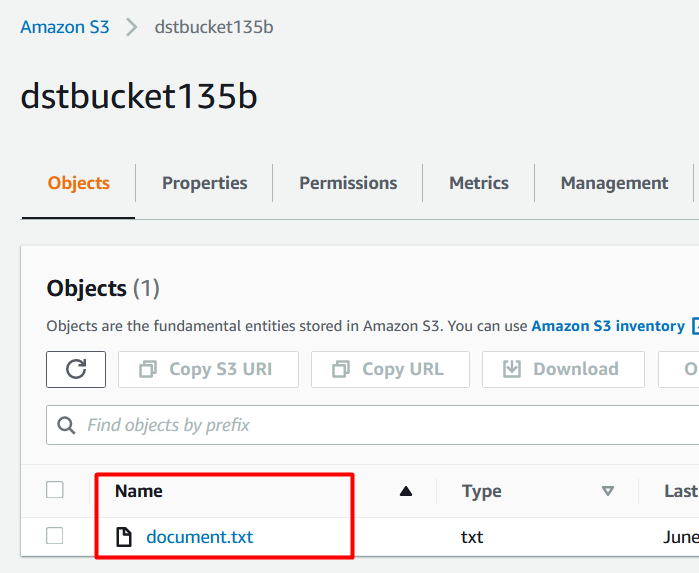 Amazon S3 > dstbucket135b
dstbucket135b
Objects Properties Permissions Metrics Management
Objects (1)
Objects are the fundamental entities stored in Amazon S3. You can use Amazon S3 inventory
Copy S3 URI Copy URL Download O
Find objects by prefix
Name Type Last
document.txt txt June